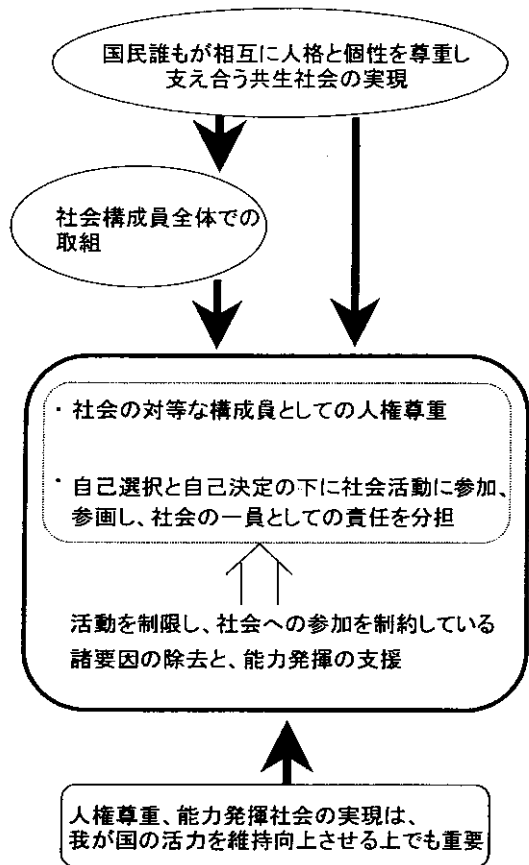 国民誰もが相互に人格と個性を尊重し
支え合う共生社会の実現
社会構成員全体での
取組
・ 社会の対等な構成員としての人権尊重
・ 自己選択と自己決定の下に社会活動に参加、
参画し、社会の一員としての責任を分担
活動を制限し、社会への参加を制約している
諸要因の除去と、能力発揮の支援
人権尊重、能力発揮社会の実現は、
我が国の活力を維持向上させる上でも重要